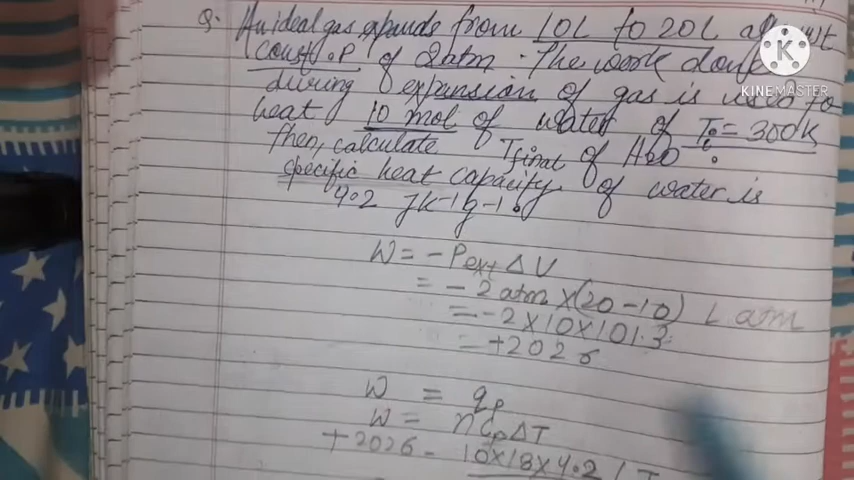 Q. An ideal gas expands from 10L to 20L against
const. P of 2atm. The work done
during expansion of gas is used to
heat 10 mol of water of Ti = 300K
Then, calculate Tfinal of H2O ?
specific heat capacity of water is
4.2 JK-1g-1.
W = -Pext ΔV
= -2 atm × (20-10) L atm
= -2×10×101.3
= +2026
W = qp
W = nCpΔT
+2026 = 10×18×4.2
KINEMASTER